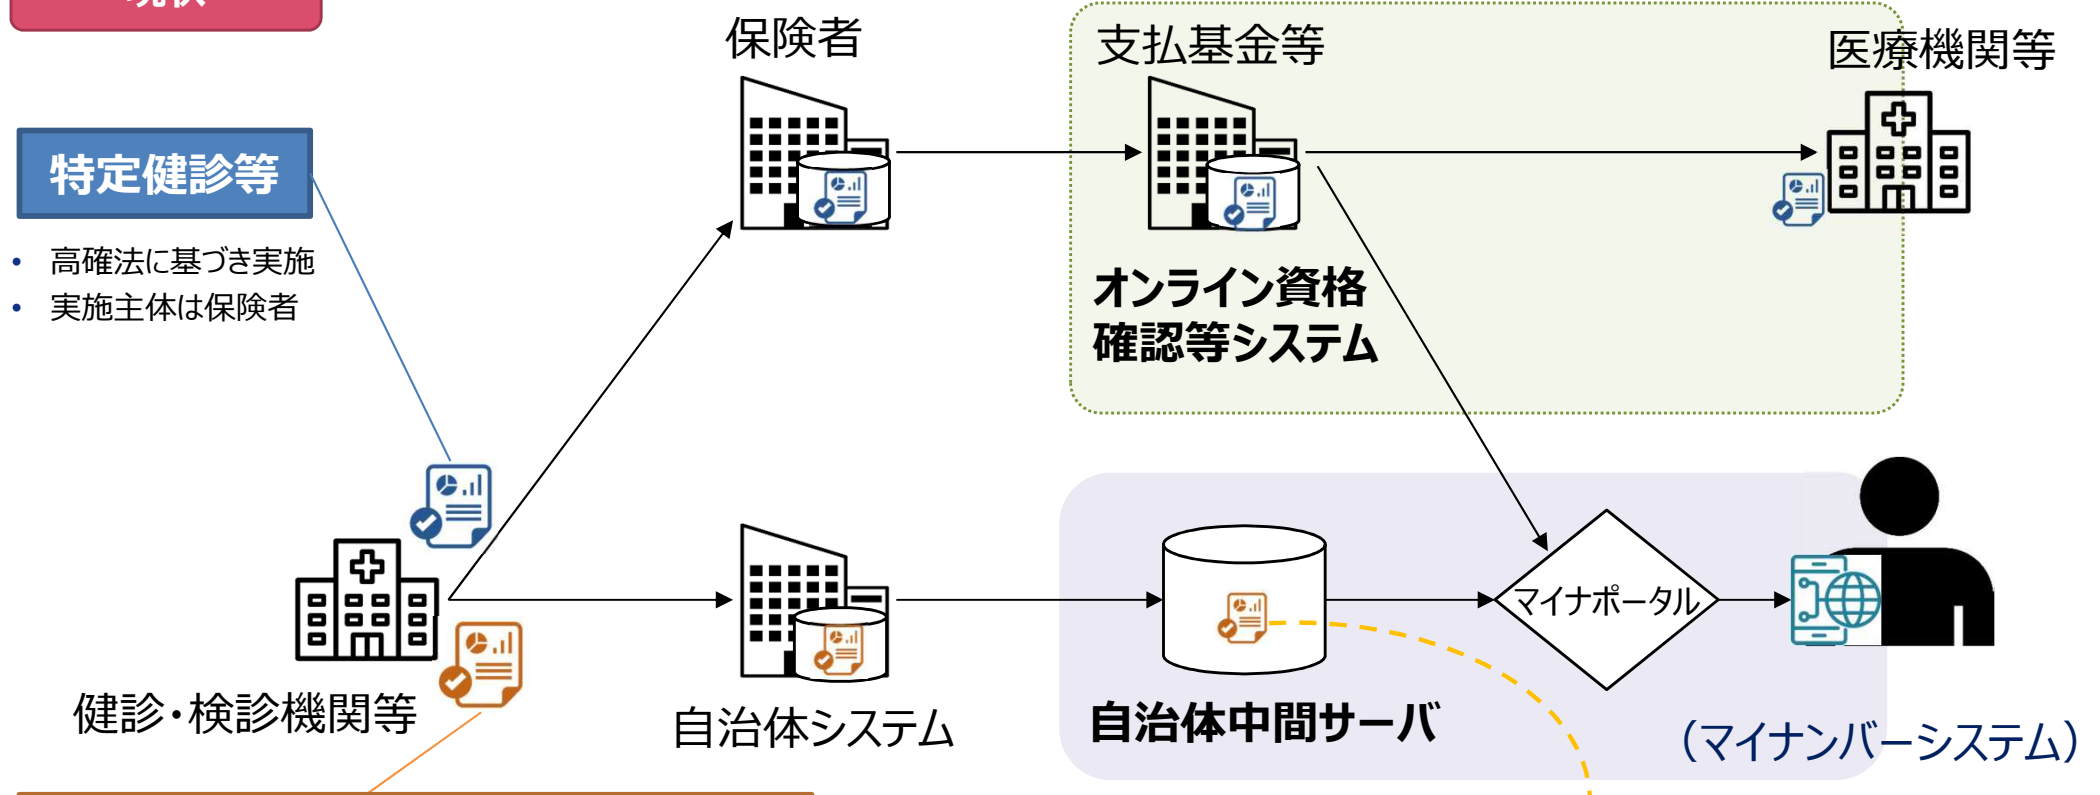 保険者
支払基金等
医療機関等
特定健診等
• 高確法に基づき実施
• 実施主体は保険者
オンライン資格
確認等システム
マイナポータル
健診・検診機関等
自治体システム
自治体中間サーバ
（マイナンバーシステム）